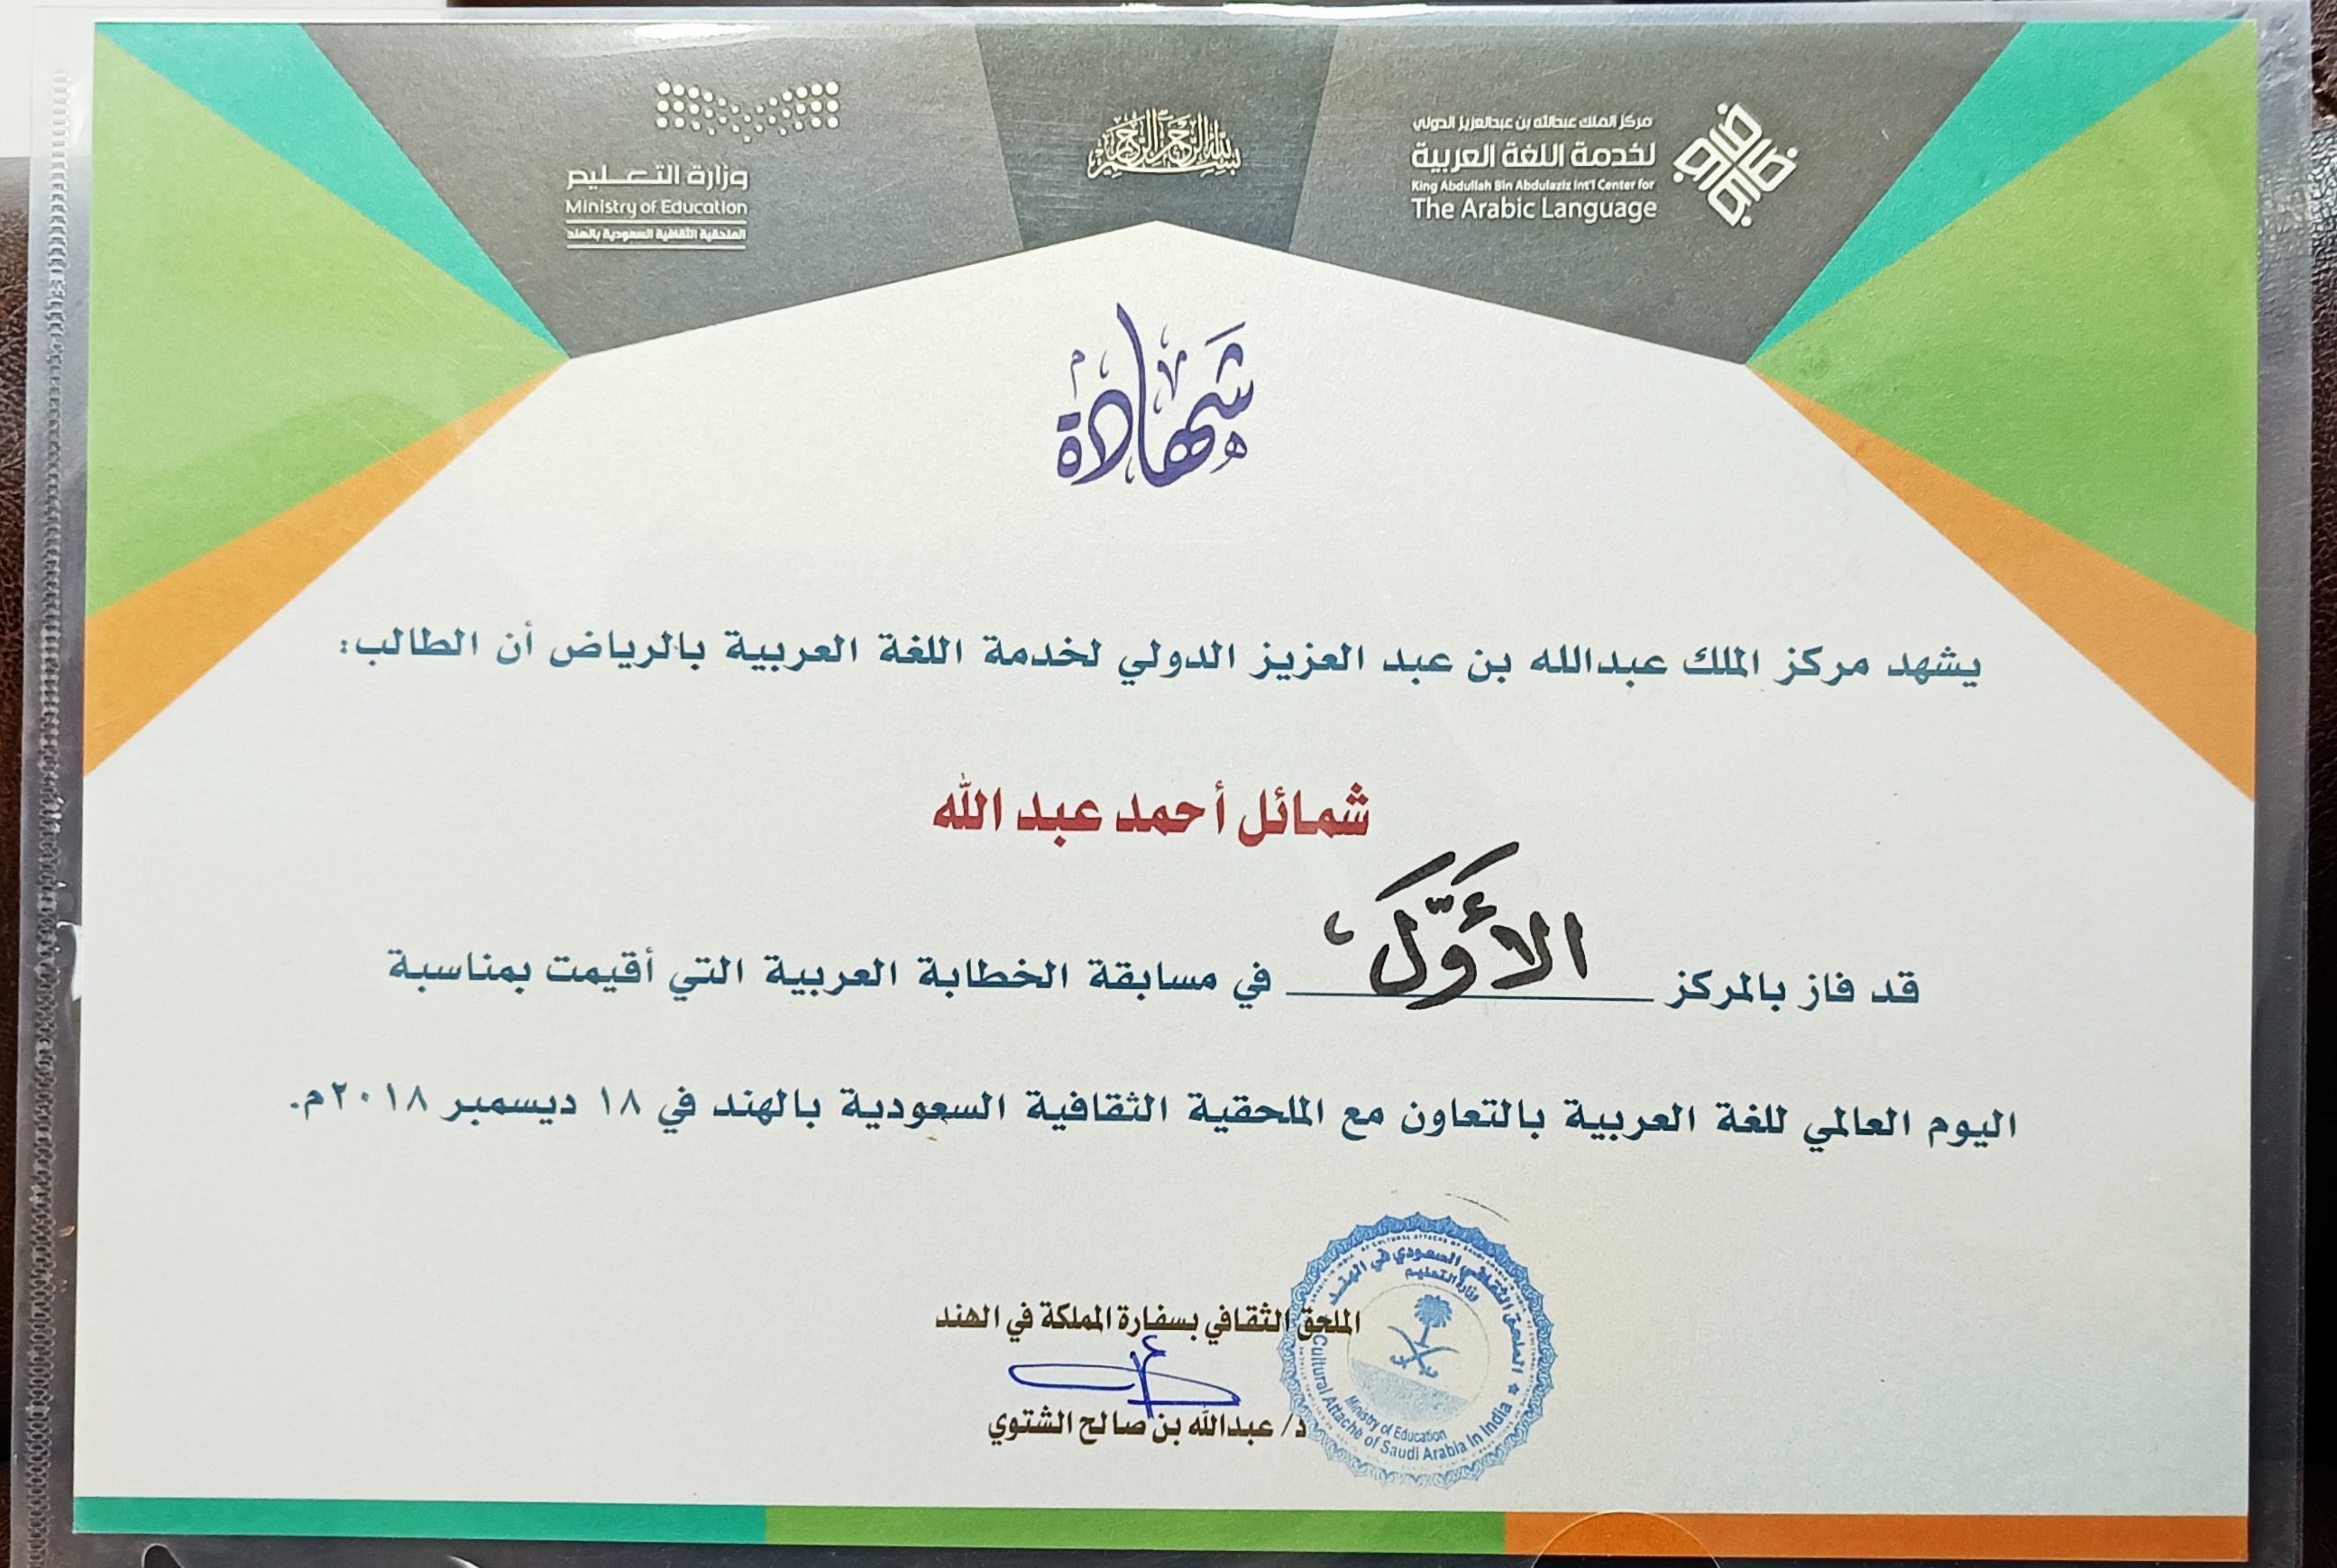 بسم الله الرحمن الرحيم
مركز الملك عبدالله بن عبدالعزيز الدولي
لخدمة اللغة العربية
King Abdullah Bin Abdulaziz Int'l Center for
The Arabic Language
وزارة التعليم
Ministry of Education
الملحقية الثقافية السعودية بالهند
شهادة
يشهد مركز الملك عبدالله بن عبد العزيز الدولي لخدمة اللغة العربية بالرياض أن الطالب:
شمائل أحمد عبد الله
قد فاز بالمركز الأَوَّلَ في مسابقة الخطابة العربية التي أقيمت بمناسبة
اليوم العالمي للغة العربية بالتعاون مع الملحقية الثقافية السعودية بالهند في ١٨ ديسمبر ٢٠١٨م.
الملحق الثقافي بسفارة المملكة في الهند
د/ عبدالله بن صالح الشتوي
الملحق الثقافي السعودي في الهند
وزارة التعليم
Ministry of Education
Cultural Attache of Saudi Arabia in India